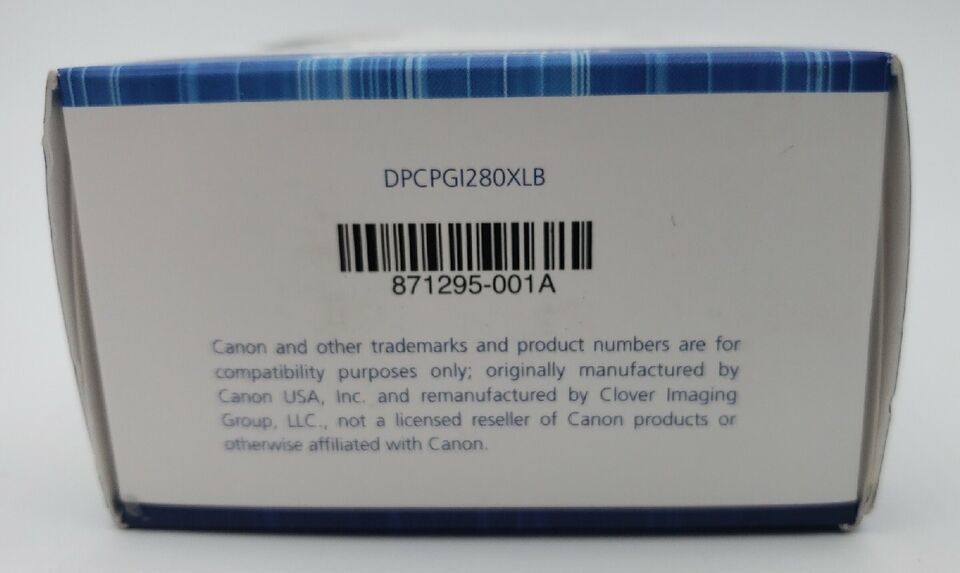 DPCPGI280XLB
871295-001A
Canon and other trademarks and product numbers are for
compatibility purposes only; originally manufactured by
Canon USA, Inc. and remanufactured by Clover Imaging
Group, LLC., not a licensed reseller of Canon products or
otherwise affiliated with Canon.